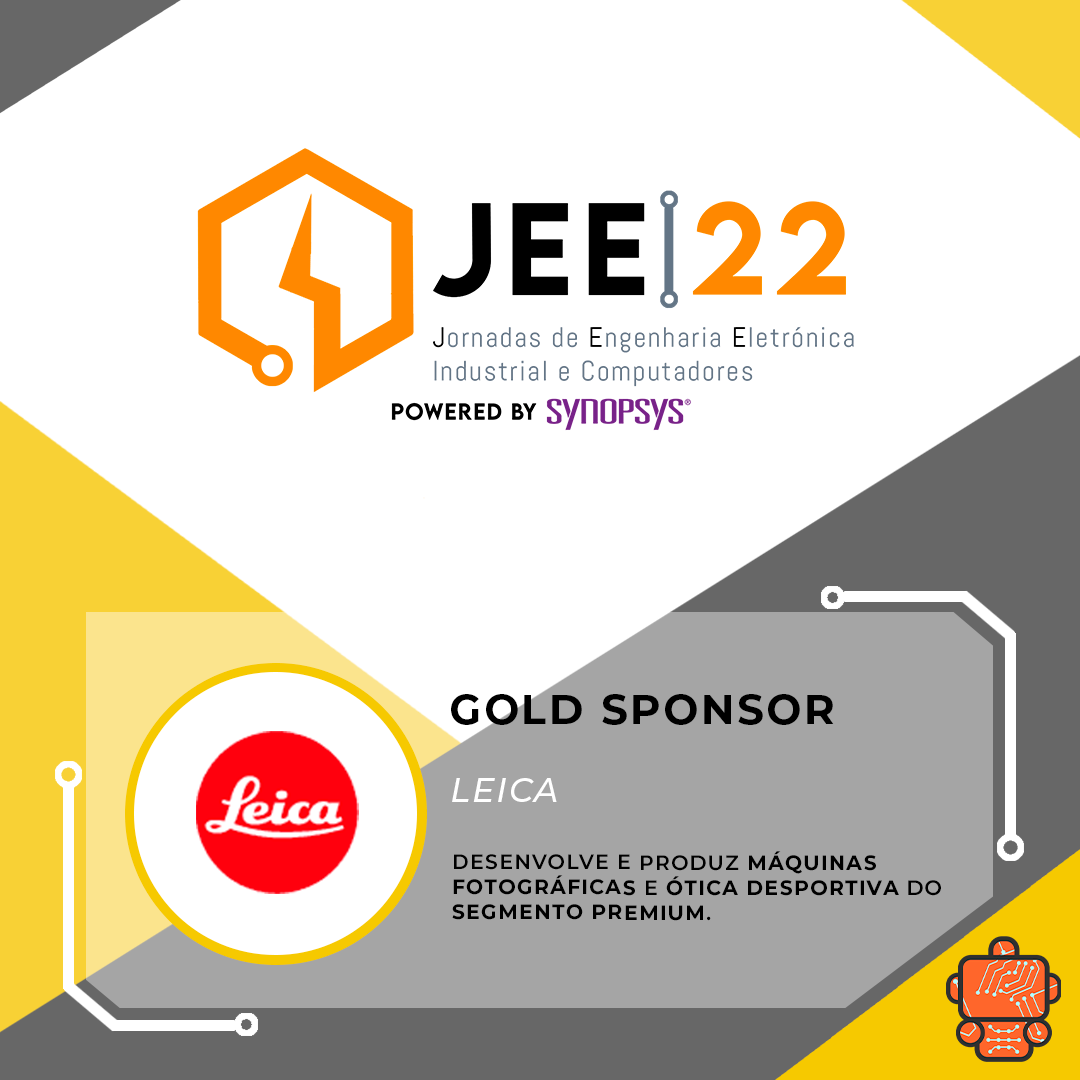 JEE 22
Jornadas de Engenharia Eletrónica
Industrial e Computadores
POWERED BY SYNOPSYS®
GOLD SPONSOR
Leica
LEICA
DESENVOLVE E PRODUZ MÁQUINAS
FOTOGRÁFICAS E ÓTICA DESPORTIVA DO
SEGMENTO PREMIUM.